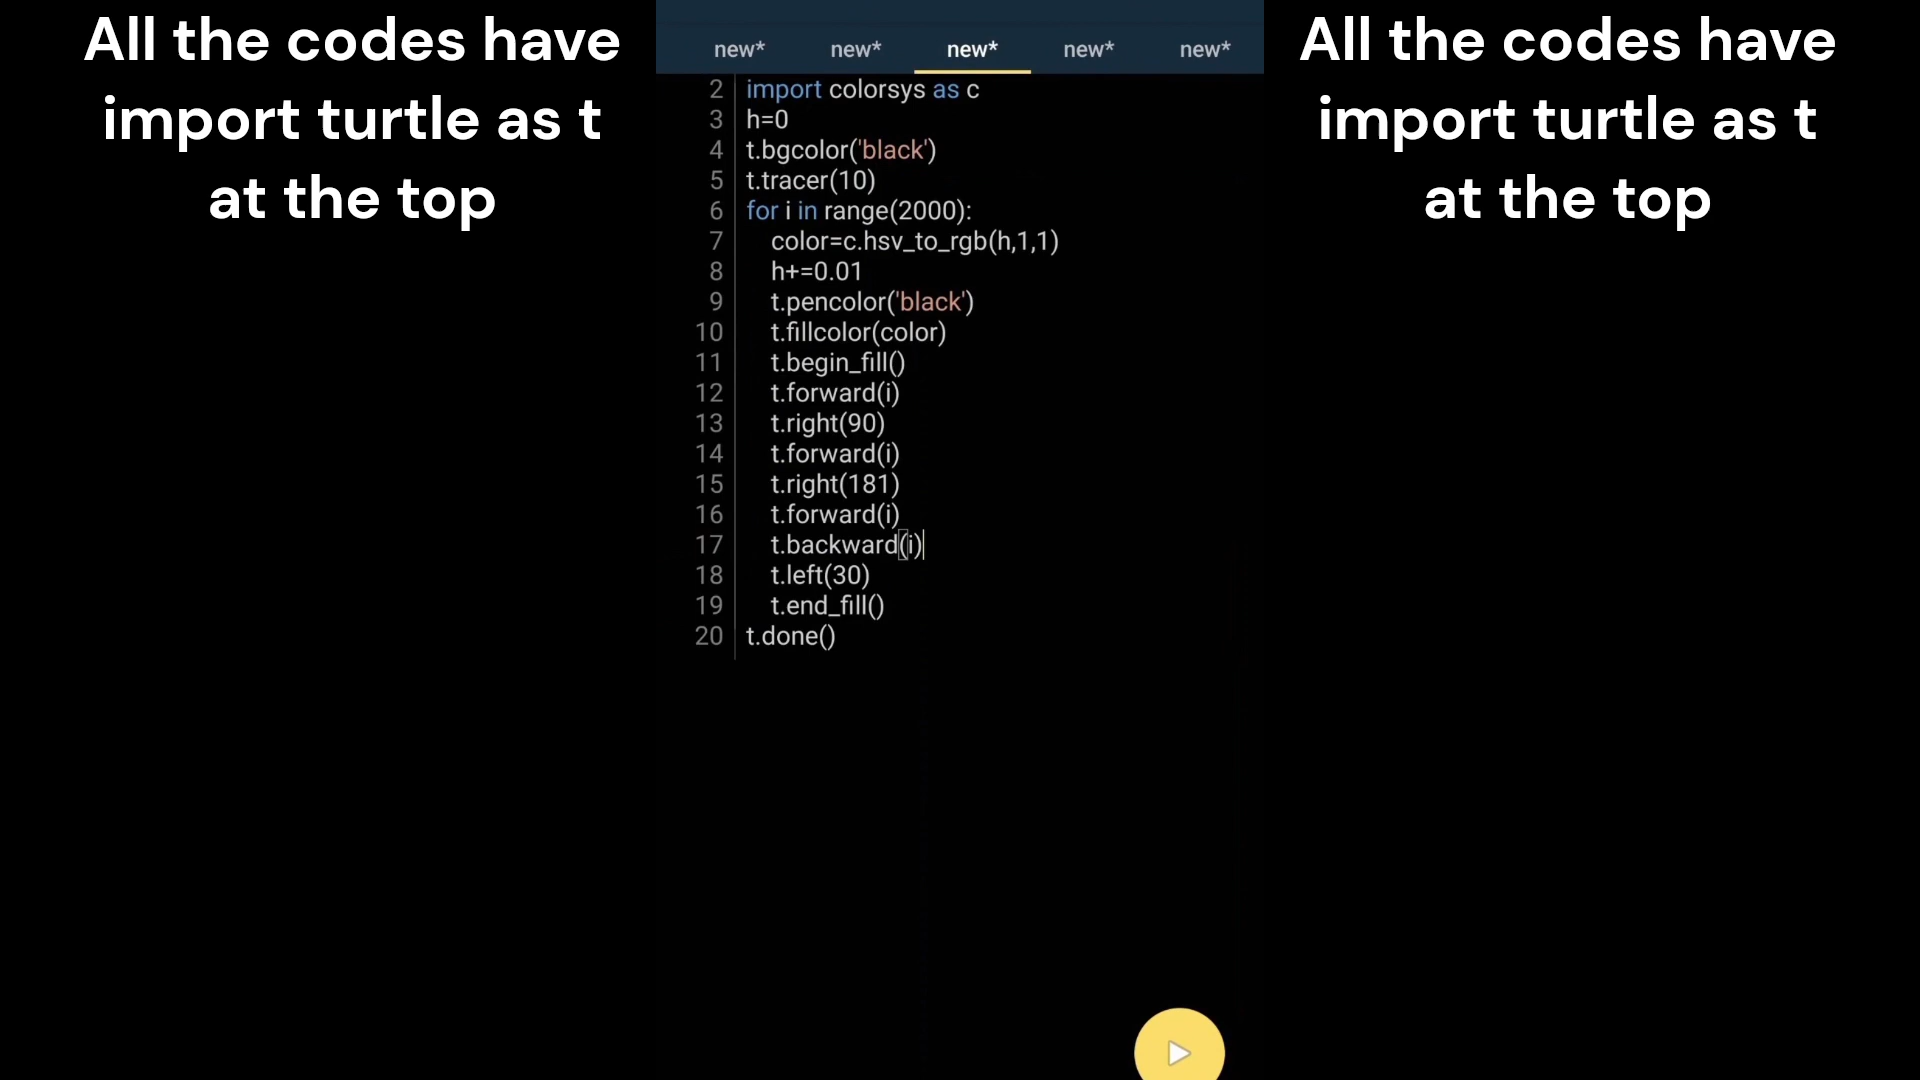 All the codes have
import turtle as t
at the top
new* new* new* new* new*
2 import colorsys as c
3 h=0
4 t.bgcolor('black')
5 t.tracer(10)
6 for i in range(2000):
7 color=c.hsv_to_rgb(h,1,1)
8 h+=0.01
9 t.pencolor('black')
10 t.fillcolor(color)
11 t.begin_fill()
12 t.forward(i)
13 t.right(90)
14 t.forward(i)
15 t.right(181)
16 t.forward(i)
17 t.backward(i)
18 t.left(30)
19 t.end_fill()
20 t.done()
All the codes have
import turtle as t
at the top